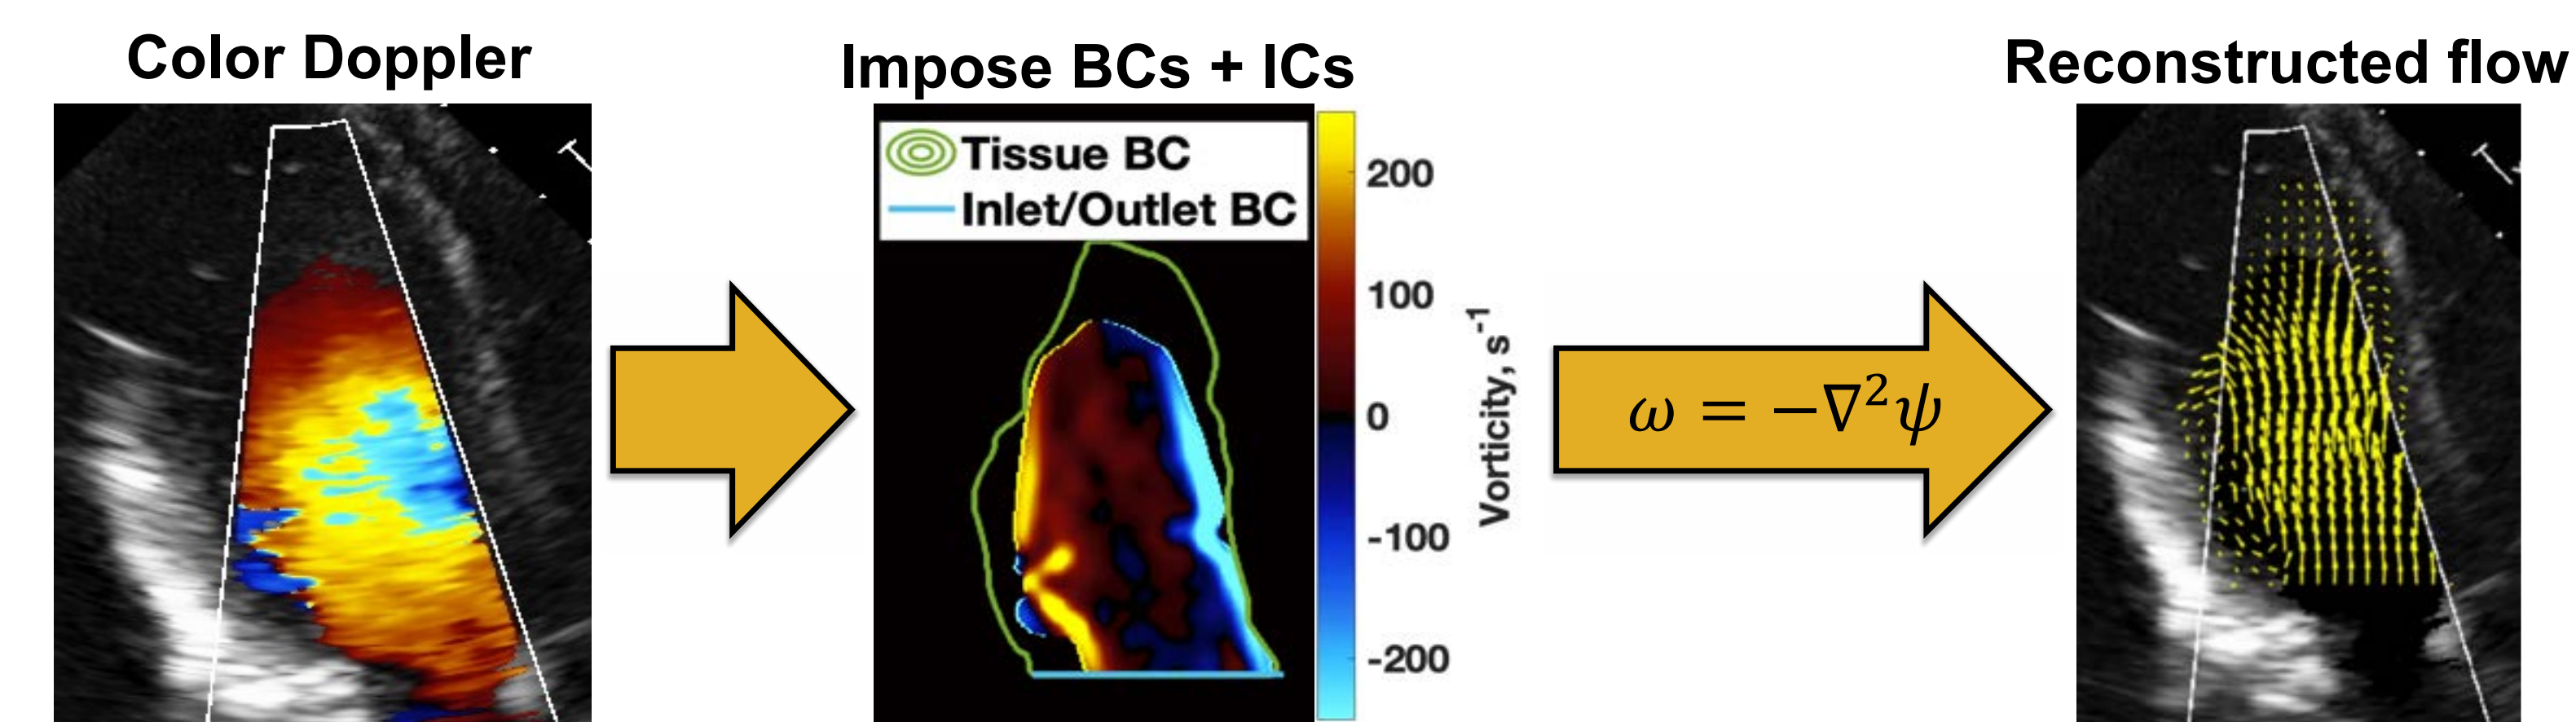 Color Doppler
Impose BCs + ICs
Reconstructed flow
Tissue BC
Inlet/Outlet BC
200
100
0
-100
-200
Vorticity, s⁻¹
ω = −∇²ψ